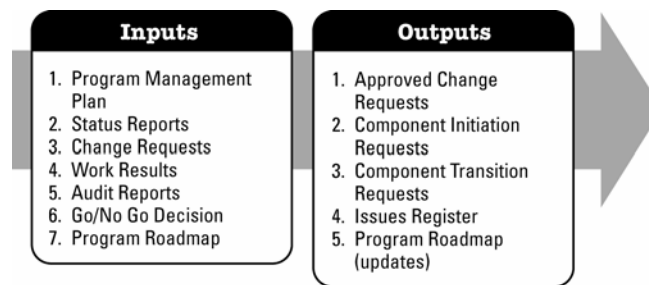 Inputs
1. Program Management
Plan
2. Status Reports
3. Change Requests
4. Work Results
5. Audit Reports
6. Go/No Go Decision
7. Program Roadmap
Outputs
1. Approved Change
Requests
2. Component Initiation
Requests
3. Component Transition
Requests
4. Issues Register
5. Program Roadmap
(updates)